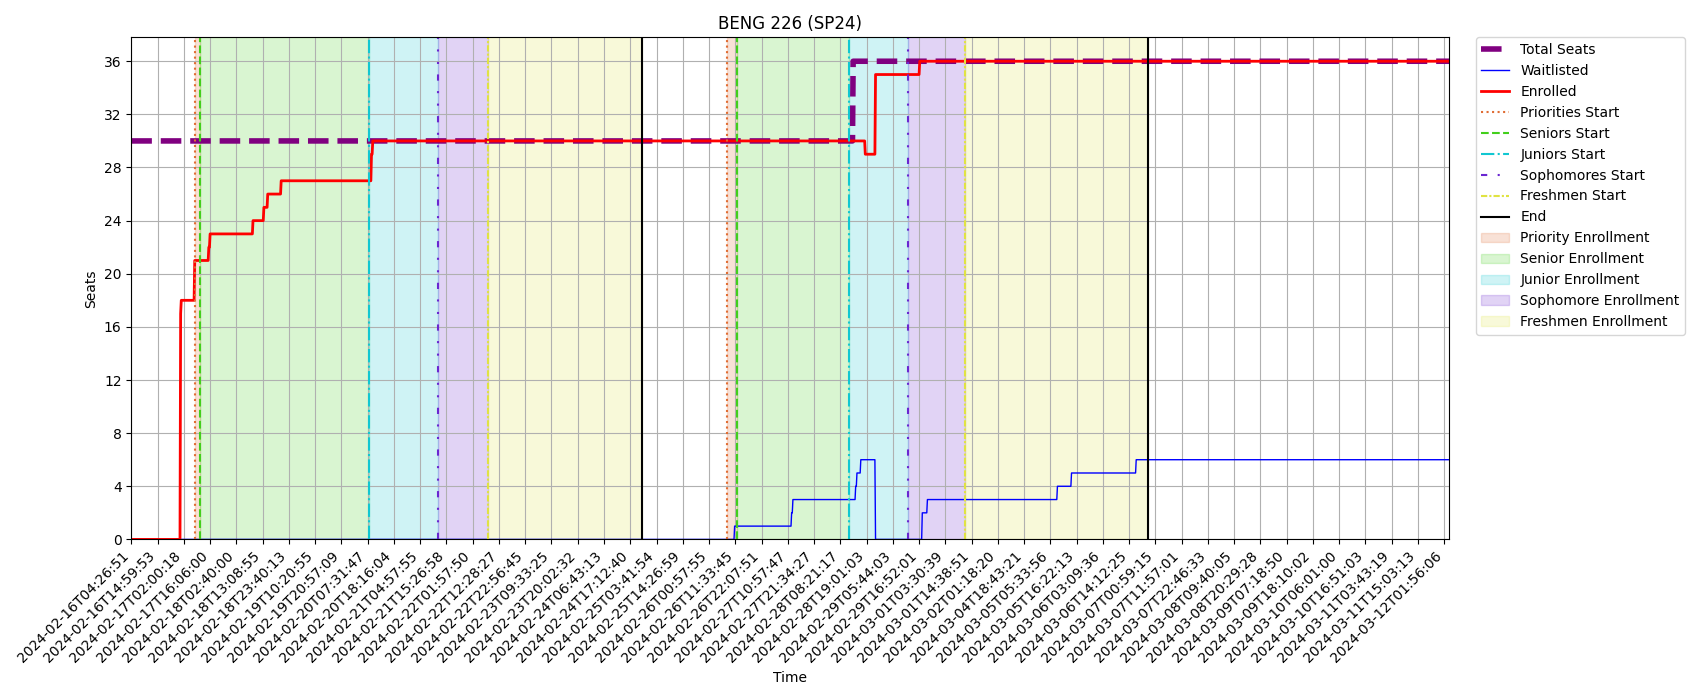 BENG 226 (SP24)
Seats
36
32
28
24
20
16
12
8
4
0
2024-02-16T04:26:51
2024-02-16T14:59:53
2024-02-17T02:00:18
2024-02-17T16:06:00
2024-02-18T02:40:00
2024-02-18T13:08:55
2024-02-18T23:40:13
2024-02-19T10:20:55
2024-02-19T20:57:09
2024-02-20T07:31:47
2024-02-20T18:16:04
2024-02-21T04:57:55
2024-02-21T15:26:58
2024-02-22T01:57:50
2024-02-22T12:28:27
2024-02-22T22:56:45
2024-02-23T09:33:25
2024-02-23T20:02:32
2024-02-24T06:43:13
2024-02-24T17:12:40
2024-02-25T03:41:54
2024-02-25T14:26:59
2024-02-26T00:57:55
2024-02-26T11:33:45
2024-02-26T22:07:51
2024-02-27T10:57:47
2024-02-27T21:34:27
2024-02-28T08:21:17
2024-02-28T19:01:03
2024-02-29T05:44:03
2024-02-29T16:52:01
2024-03-01T03:30:39
2024-03-01T14:38:51
2024-03-02T01:18:20
2024-03-04T18:43:21
2024-03-05T05:33:56
2024-03-05T16:22:13
2024-03-06T03:09:36
2024-03-06T14:12:25
2024-03-07T00:59:15
2024-03-07T11:57:01
2024-03-07T22:46:33
2024-03-08T09:40:05
2024-03-08T20:29:28
2024-03-09T07:18:50
2024-03-09T18:10:02
2024-03-10T06:01:00
2024-03-10T16:51:03
2024-03-11T03:43:19
2024-03-11T15:03:13
2024-03-12T01:56:06
Time
Total Seats
Waitlisted
Enrolled
Priorities Start
Seniors Start
Juniors Start
Sophomores Start
Freshmen Start
End
Priority Enrollment
Senior Enrollment
Junior Enrollment
Sophomore Enrollment
Freshmen Enrollment